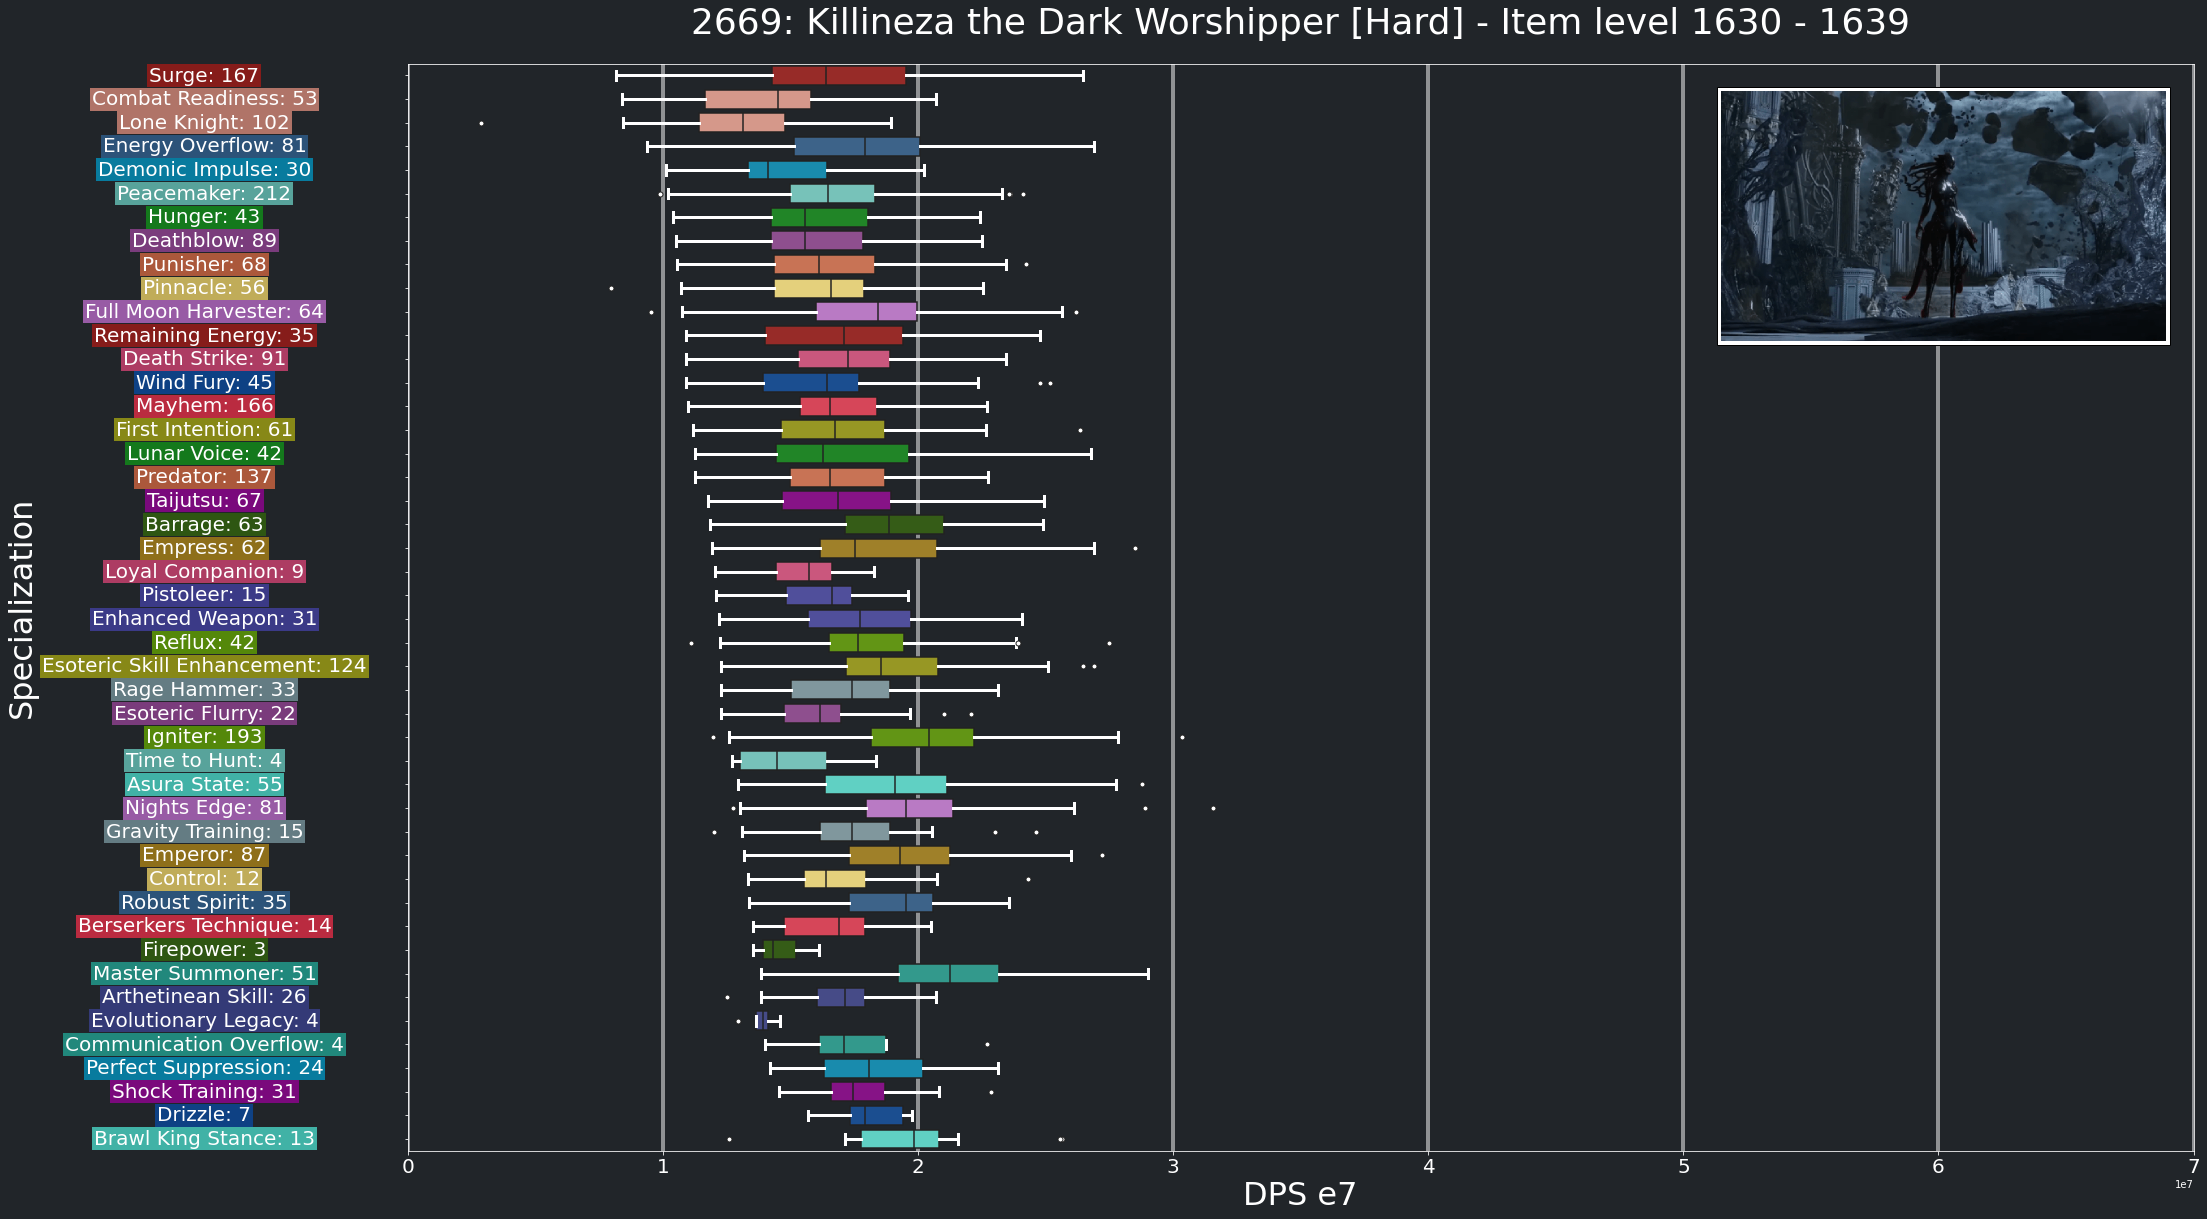 2669: Killineza the Dark Worshipper [Hard] - Item level 1630 - 1639
Specialization
Surge: 167
Combat Readiness: 53
Lone Knight: 102
Energy Overflow: 81
Demonic Impulse: 30
Peacemaker: 212
Hunger: 43
Deathblow: 89
Punisher: 68
Pinnacle: 56
Full Moon Harvester: 64
Remaining Energy: 35
Death Strike: 91
Wind Fury: 45
Mayhem: 166
First Intention: 61
Lunar Voice: 42
Predator: 137
Taijutsu: 67
Barrage: 63
Empress: 62
Loyal Companion: 9
Pistoleer: 15
Enhanced Weapon: 31
Reflux: 42
Esoteric Skill Enhancement: 124
Rage Hammer: 33
Esoteric Flurry: 22
Igniter: 193
Time to Hunt: 4
Asura State: 55
Nights Edge: 81
Gravity Training: 15
Emperor: 87
Control: 12
Robust Spirit: 35
Berserkers Technique: 14
Firepower: 3
Master Summoner: 51
Arthetinean Skill: 26
Evolutionary Legacy: 4
Communication Overflow: 4
Perfect Suppression: 24
Shock Training: 31
Drizzle: 7
Brawl King Stance: 13
0 1 2 3 4 5 6 7
DPS e7
1e7